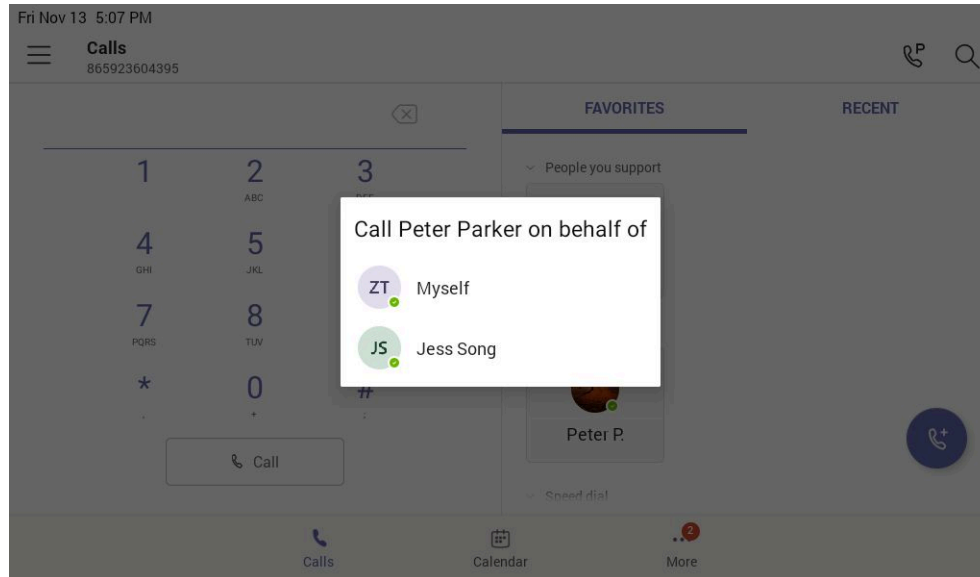 Fri Nov 13 5:07 PM
Calls
865923604395
P
FAVORITES
RECENT
People you support
1
2
3
ABC
4
5
GHI
JKL
7
8
PQRS
TUV
*
0
#
+
Call
Call Peter Parker on behalf of
ZT
Myself
JS
Jess Song
Peter P.
Speed dial
Calls
Calendar
2
More